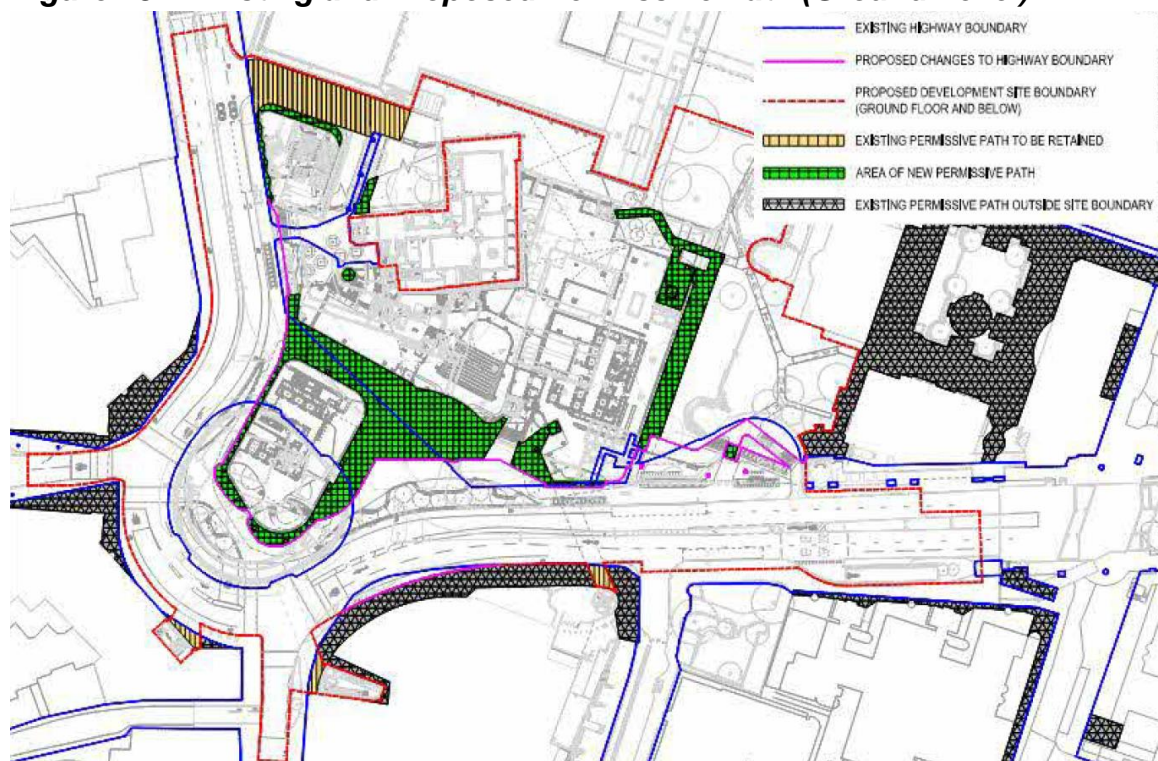 EXISTING HIGHWAY BOUNDARY
PROPOSED CHANGES TO HIGHWAY BOUNDARY
PROPOSED DEVELOPMENT SITE BOUNDARY
(GROUND FLOOR AND BELOW)
EXISTING PERMISSIVE PATH TO BE RETAINED
AREA OF NEW PERMISSIVE PATH
EXISTING PERMISSIVE PATH OUTSIDE SITE BOUNDARY